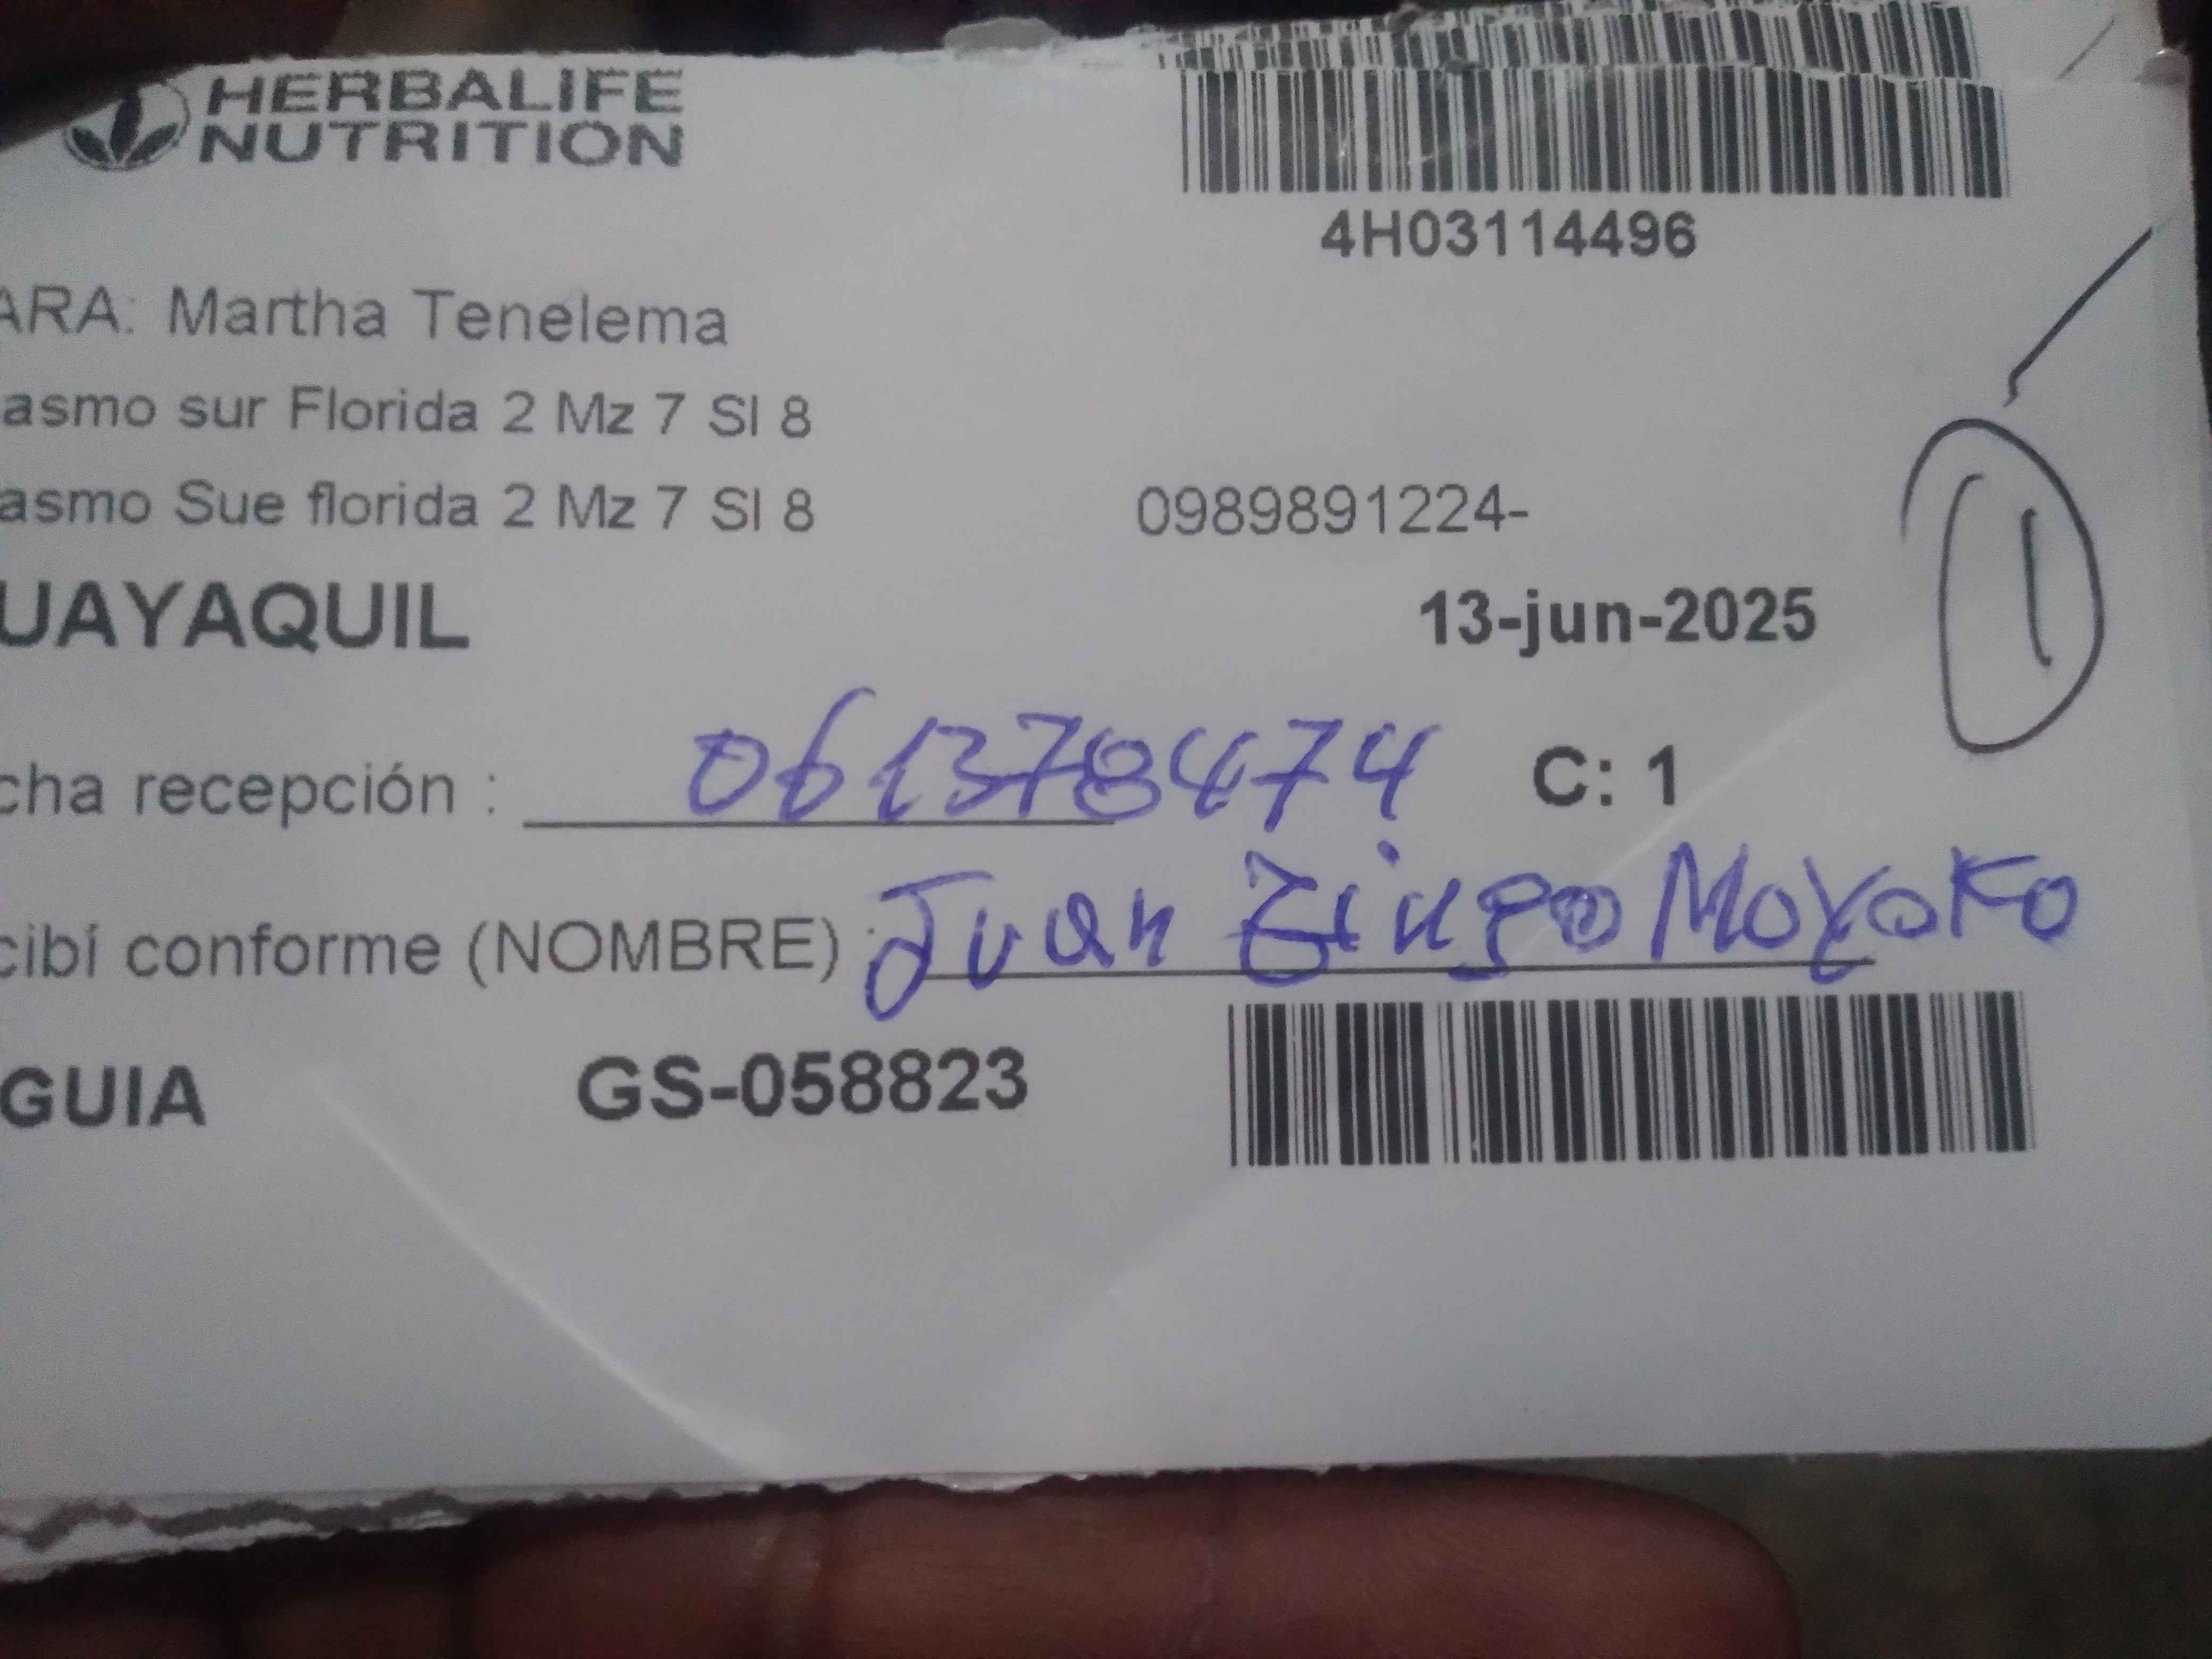 HERBALIFE
NUTRITION
4H03114496
ARA: Martha Tenelema
asmo sur Florida 2 Mz 7 Sl 8
asmo Sue florida 2 Mz 7 Sl 8 0989891224-
UAYAQUIL 13-jun-2025
1
cha recepción : 0613784474 C: 1
cibí conforme (NOMBRE) : Juan
GUIA GS-058823